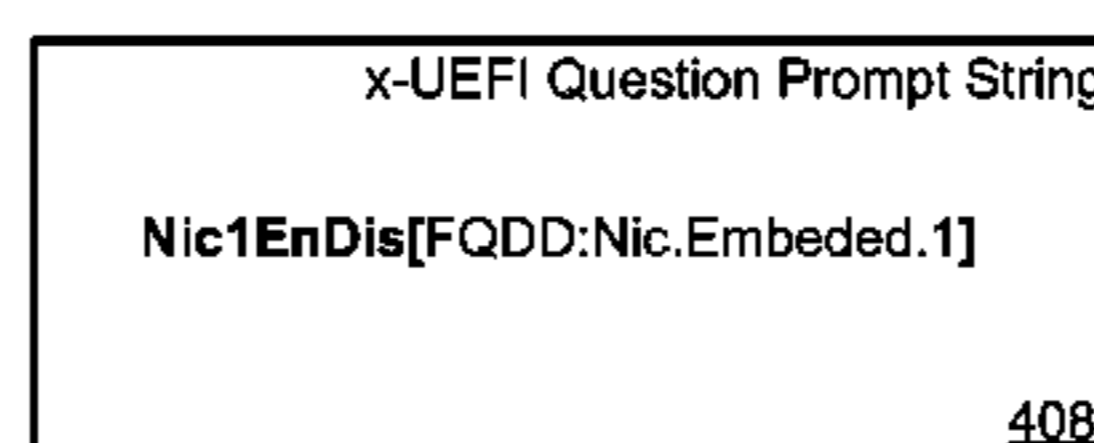 x-UEFI Question Prompt String
Nic1EnDis[FQDD:Nic.Embeded.1]
408